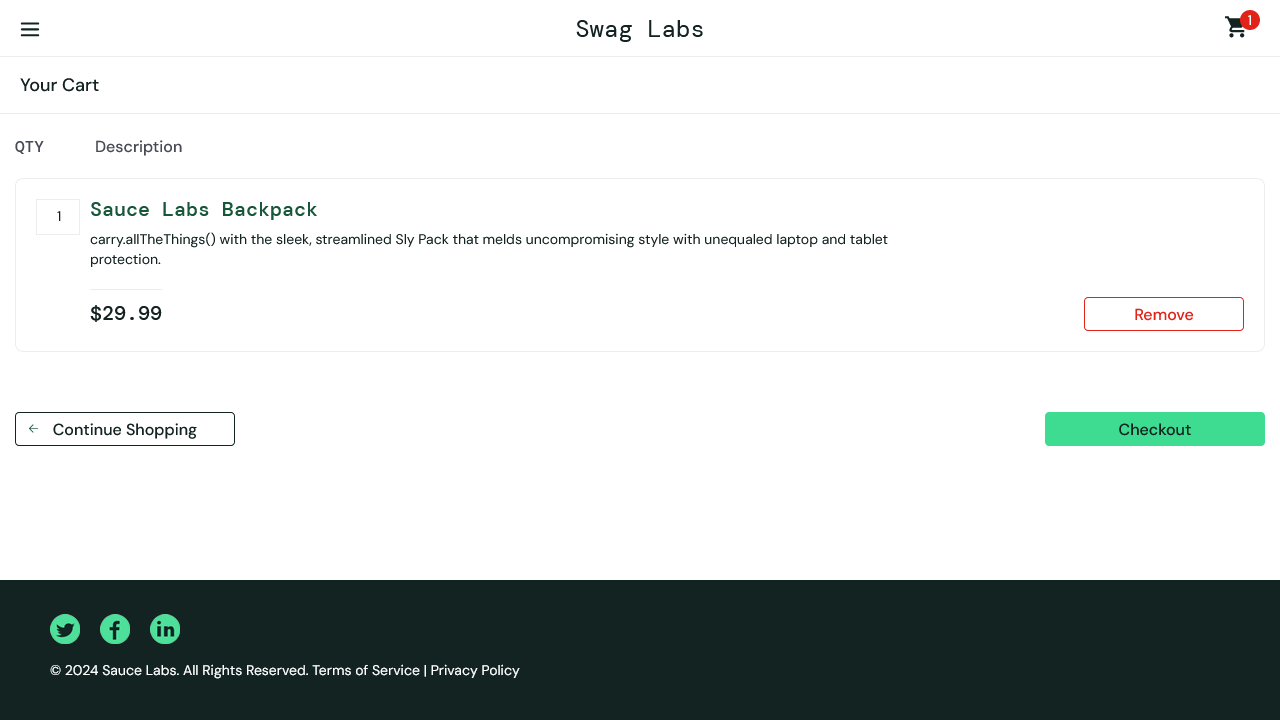 Swag Labs
1
Your Cart
QTY Description
1
Sauce Labs Backpack
carry.allTheThings() with the sleek, streamlined Sly Pack that melds uncompromising style with unequaled laptop and tablet
protection.
$29.99
Remove
Continue Shopping
Checkout
© 2024 Sauce Labs. All Rights Reserved. Terms of Service | Privacy Policy